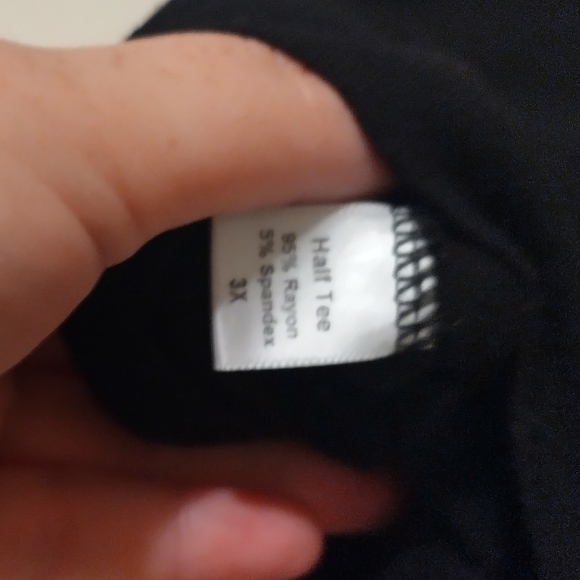 Half Tee
95% Rayon
5% Spandex
3X